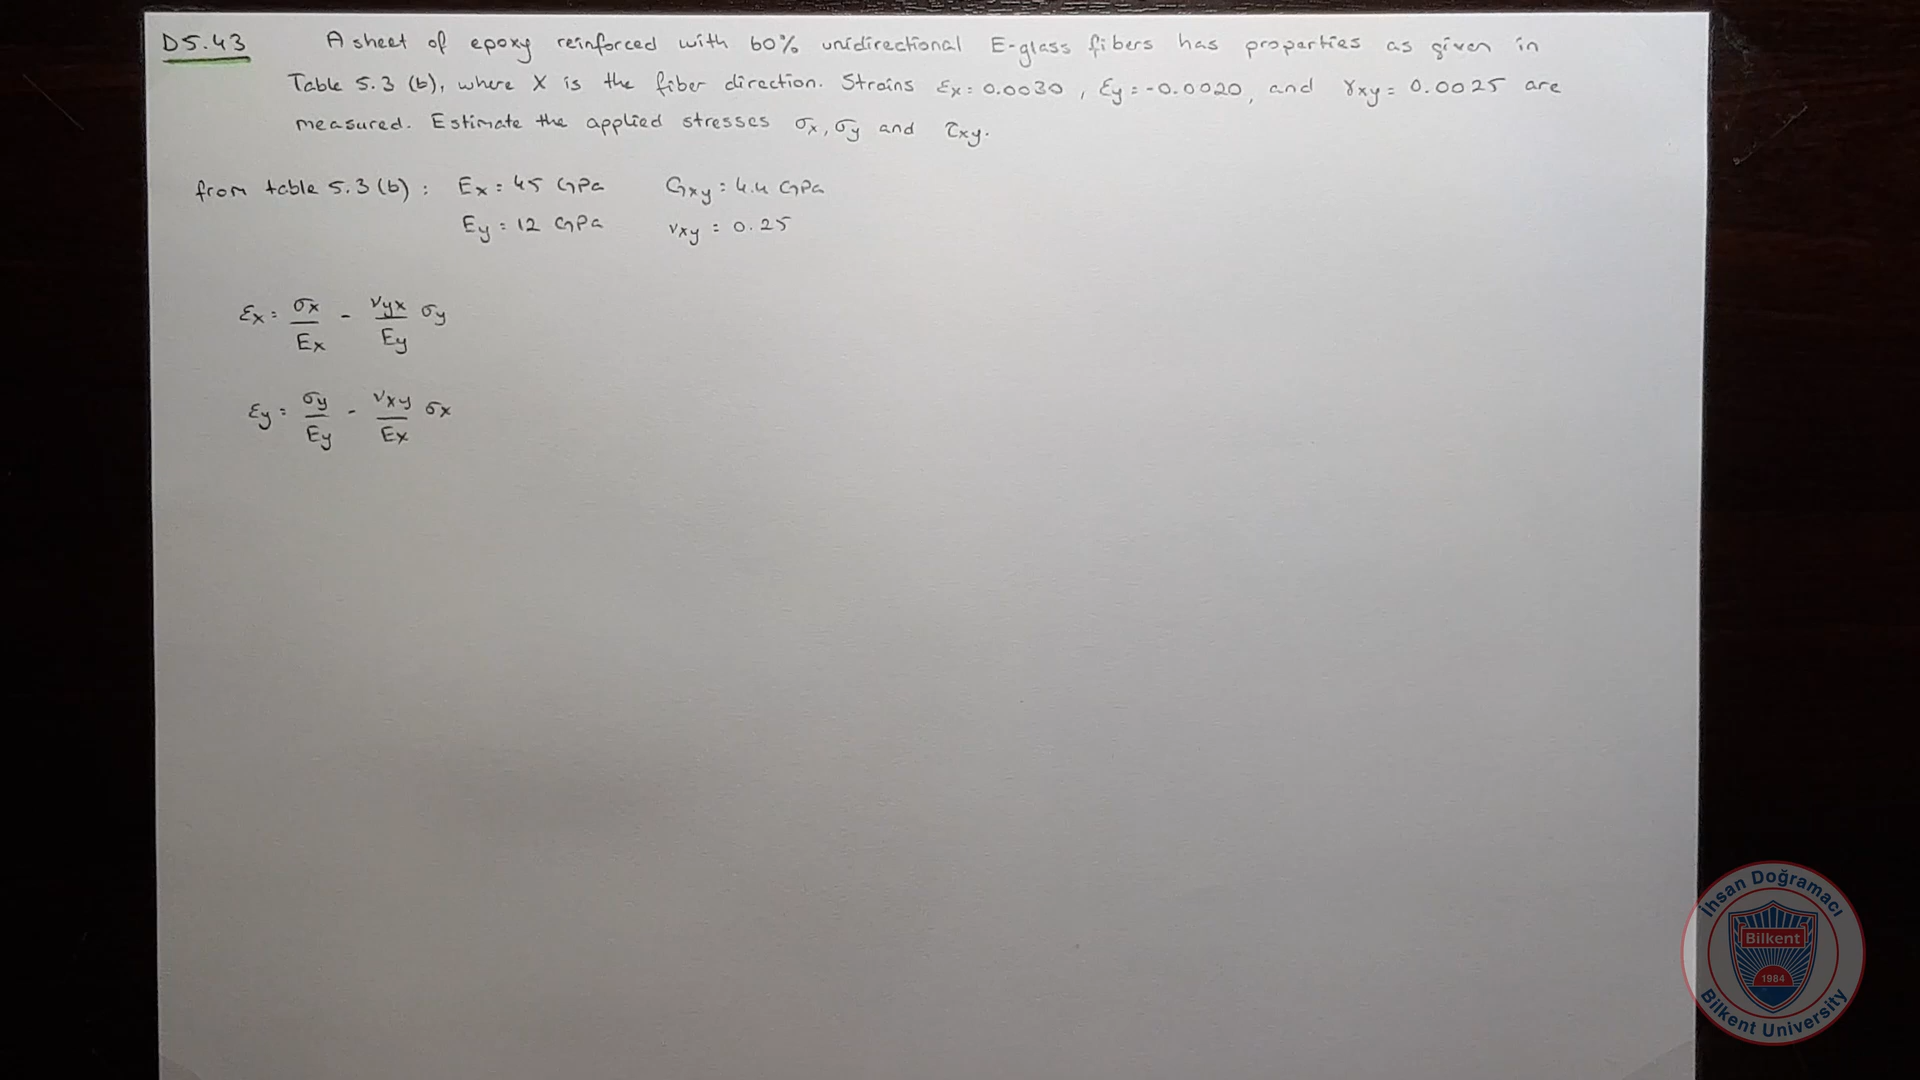 D5.43 A sheet of epoxy reinforced with 60% unidirectional E-glass fibers has properties as given in
Table 5.3 (b), where X is the fiber direction. Strains εx = 0.0030, εy = -0.0020, and γxy = 0.0025 are
measured. Estimate the applied stresses σx, σy and τxy.
from table 5.3 (b): Ex = 45 GPa Gxy = 4.4 GPa
Ey = 12 GPa νxy = 0.25
εx = σx/Ex - νyx/Ey σy
εy = σy/Ey - νxy/Ex σx
İhsan Doğramacı
Bilkent
1984
Bilkent University